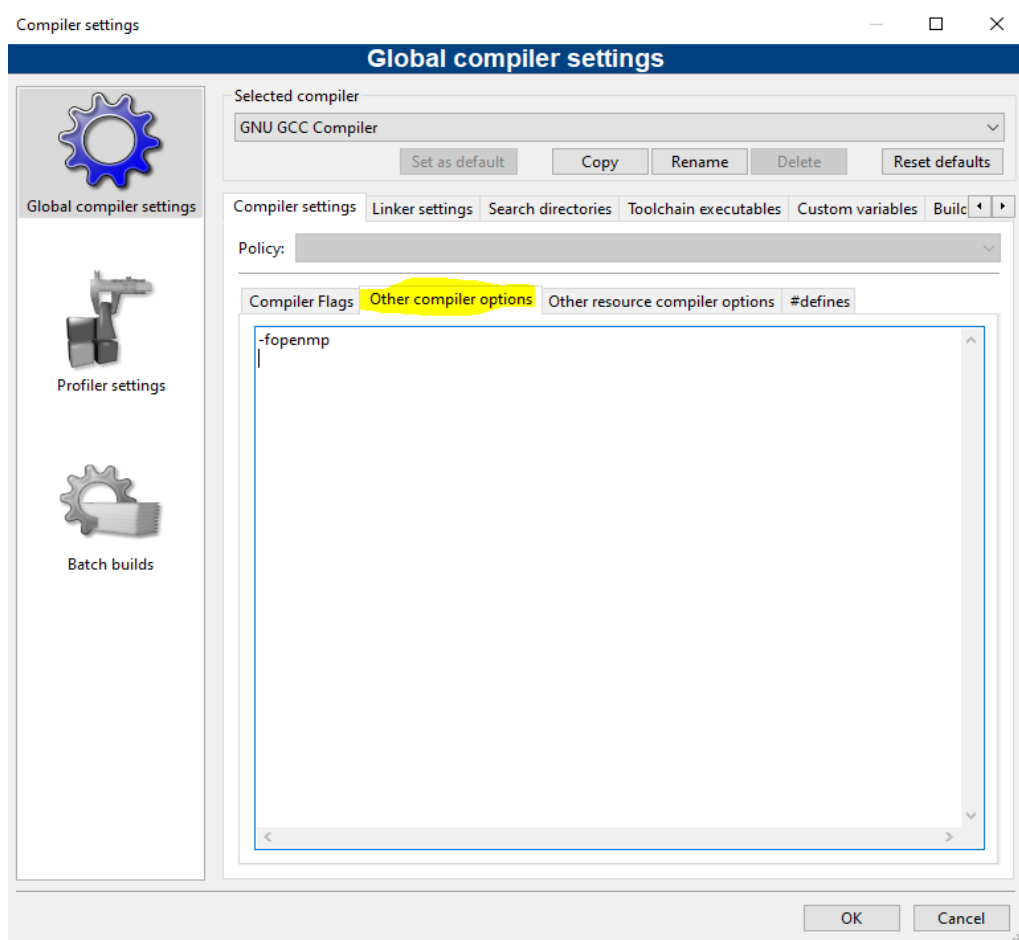 Compiler settings
Global compiler settings
Global compiler settings
Profiler settings
Batch builds
Selected compiler
GNU GCC Compiler
Set as default Copy Rename Delete Reset defaults
Compiler settings Linker settings Search directories Toolchain executables Custom variables Build
Policy:
Compiler Flags Other compiler options Other resource compiler options #defines
-fopenmp
OK Cancel